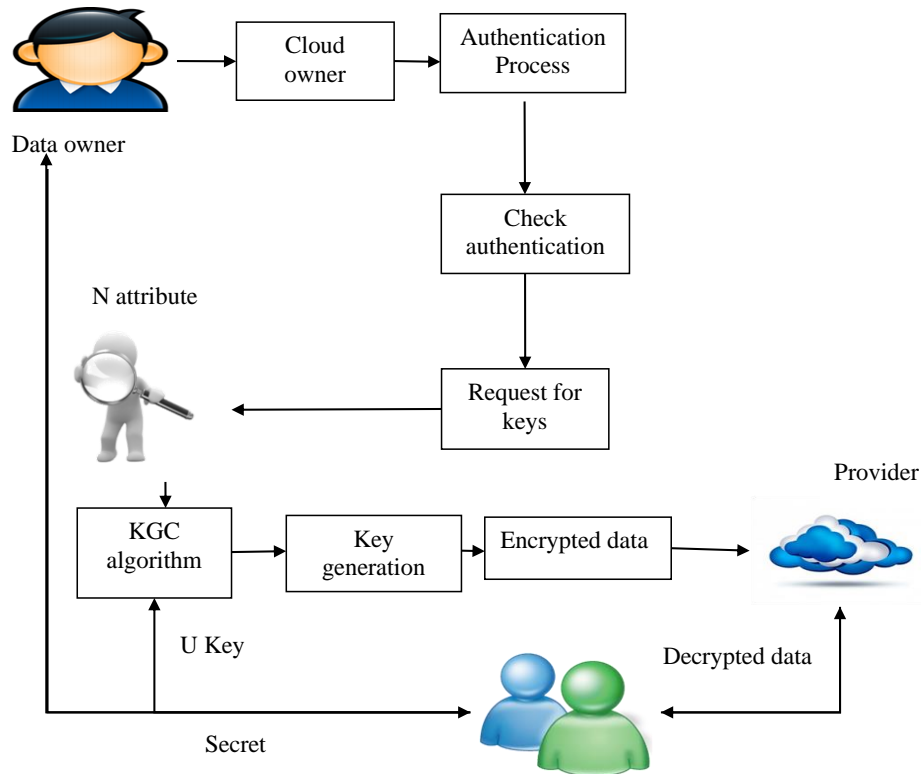 Cloud
owner
Authentication
Process
Data owner
Check
authentication
N attribute
Request for
keys
Provider
KGC
algorithm
Key
generation
Encrypted data
U Key
Decrypted data
Secret